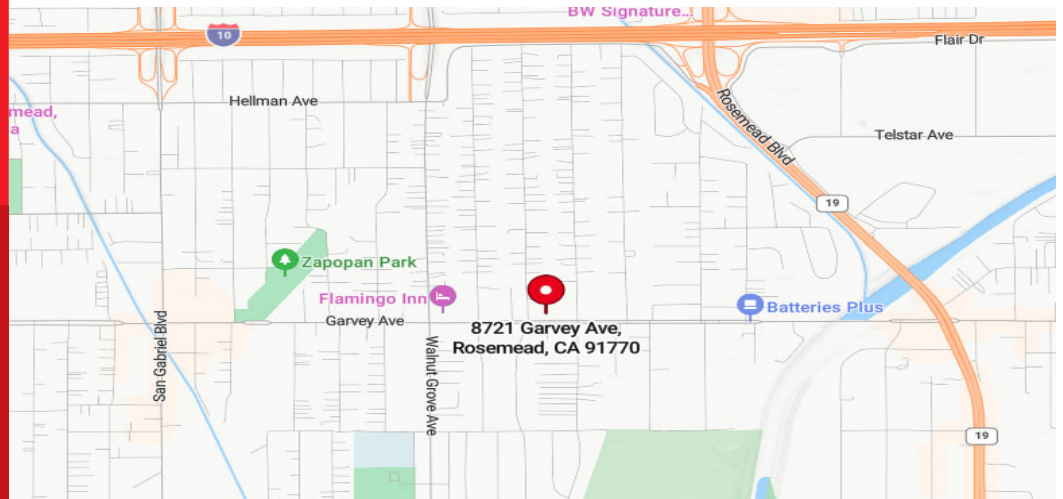 BW Signature...
10
Flair Dr
Hellman Ave
mead,
a
Rosemead Blvd
Telstar Ave
19
Zapopan Park
Flamingo Inn
Garvey Ave
Batteries Plus
8721 Garvey Ave,
Rosemead, CA 91770
San Gabriel Blvd
Walnut Grove Ave
19